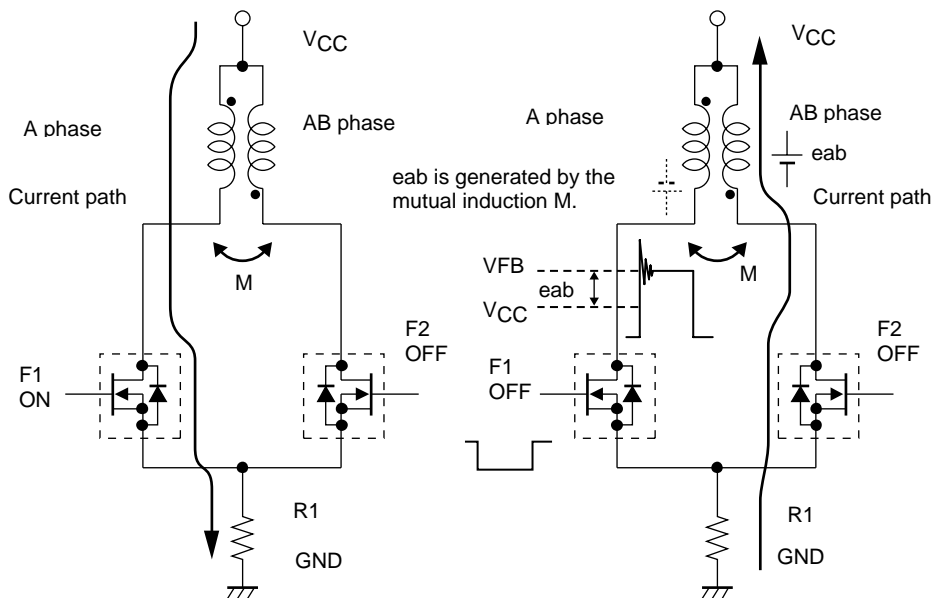 VCC
A phase
AB phase
Current path
M
F1
ON
F2
OFF
R1
GND
VCC
A phase
AB phase
eab
eab is generated by the
mutual induction M.
Current path
M
VFB
eab
VCC
F1
OFF
F2
OFF
R1
GND